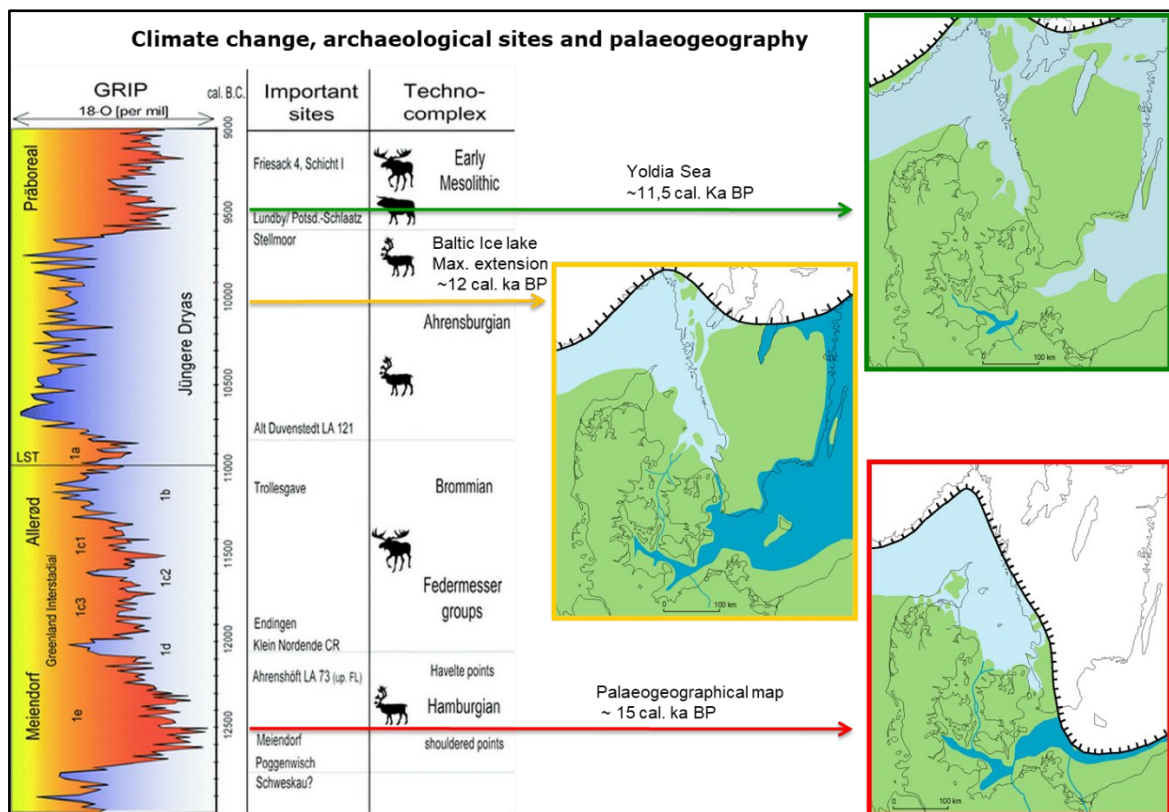 Climate change, archaeological sites and palaeogeography
GRIP
18-O [per mil]
cal. B.C.
Important
sites
Techno-
complex
9000
9500
10000
10500
11000
11500
12000
12500
Präboreal
Jüngere Dryas
LST
Allerød
Greenland Interstadial
Meiendorf
1a
1b
1c1
1c2
1c3
1d
1e
Friesack 4, Schicht I
Lundby/ Potsd.-Schlaatz
Stellmoor
Alt Duvenstedt LA 121
Trollesgave
Endingen
Klein Nordende CR
Ahrenshöft LA 73 (up. FL)
Meiendorf
Poggenwisch
Schweskau?
Early
Mesolithic
Ahrensburgian
Brommian
Federmesser
groups
Havelte points
Hamburgian
shouldered points
Yoldia Sea
~11,5 cal. Ka BP
Baltic Ice lake
Max. extension
~12 cal. ka BP
Palaeogeographical map
~ 15 cal. ka BP
0 100 km
0 100 km
0 100 km